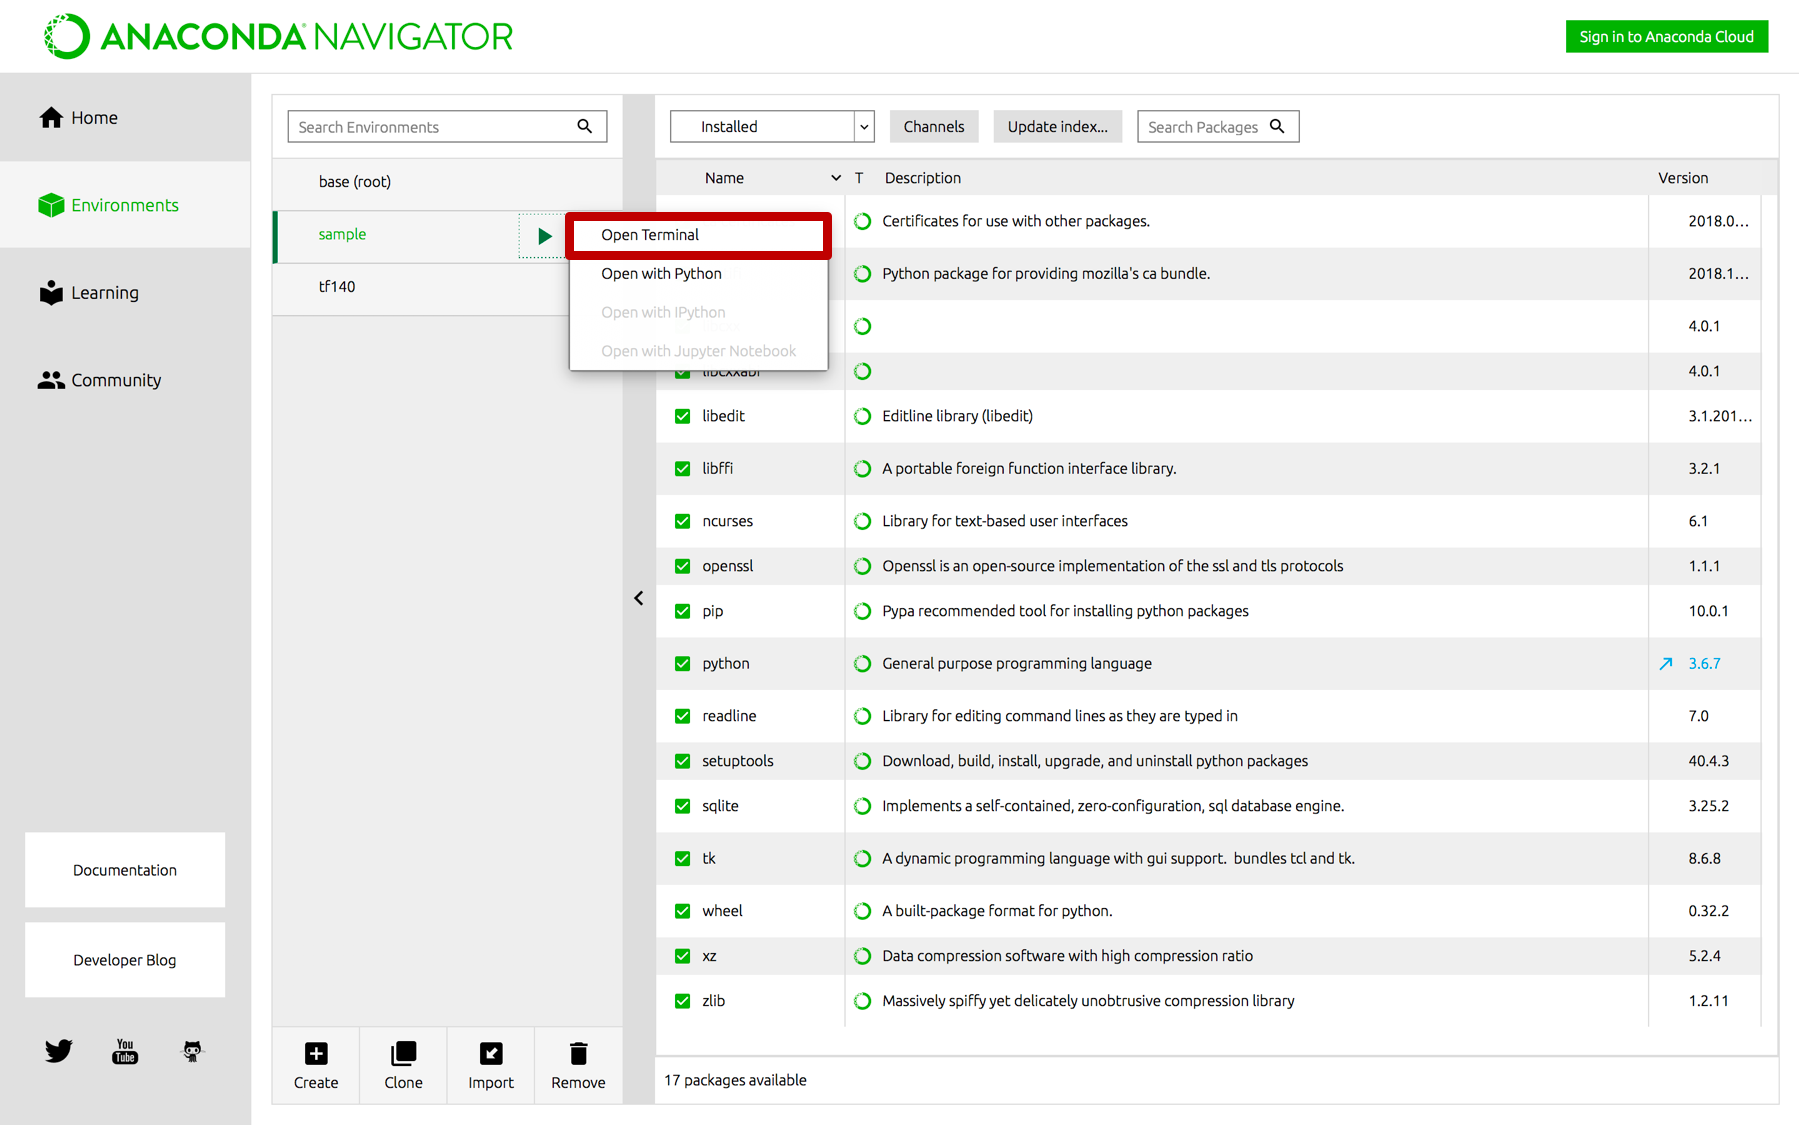 ANACONDA NAVIGATOR
Sign in to Anaconda Cloud
Home
Environments
Learning
Community
Documentation
Developer Blog
You
Tube
Search Environments
base (root)
sample
tf140
Open Terminal
Open with Python
Open with IPython
Open with Jupyter Notebook
Create
Clone
Import
Remove
Installed
Channels
Update index...
Search Packages
Name T Description Version
Certificates for use with other packages. 2018.0...
Python package for providing mozilla's ca bundle. 2018.1...
4.0.1
libcxxabi 4.0.1
libedit Editline library (libedit) 3.1.201...
libffi A portable foreign function interface library. 3.2.1
ncurses Library for text-based user interfaces 6.1
openssl Openssl is an open-source implementation of the ssl and tls protocols 1.1.1
pip Pypa recommended tool for installing python packages 10.0.1
python General purpose programming language 3.6.7
readline Library for editing command lines as they are typed in 7.0
setuptools Download, build, install, upgrade, and uninstall python packages 40.4.3
sqlite Implements a self-contained, zero-configuration, sql database engine. 3.25.2
tk A dynamic programming language with gui support. bundles tcl and tk. 8.6.8
wheel A built-package format for python. 0.32.2
xz Data compression software with high compression ratio 5.2.4
zlib Massively spiffy yet delicately unobtrusive compression library 1.2.11
17 packages available